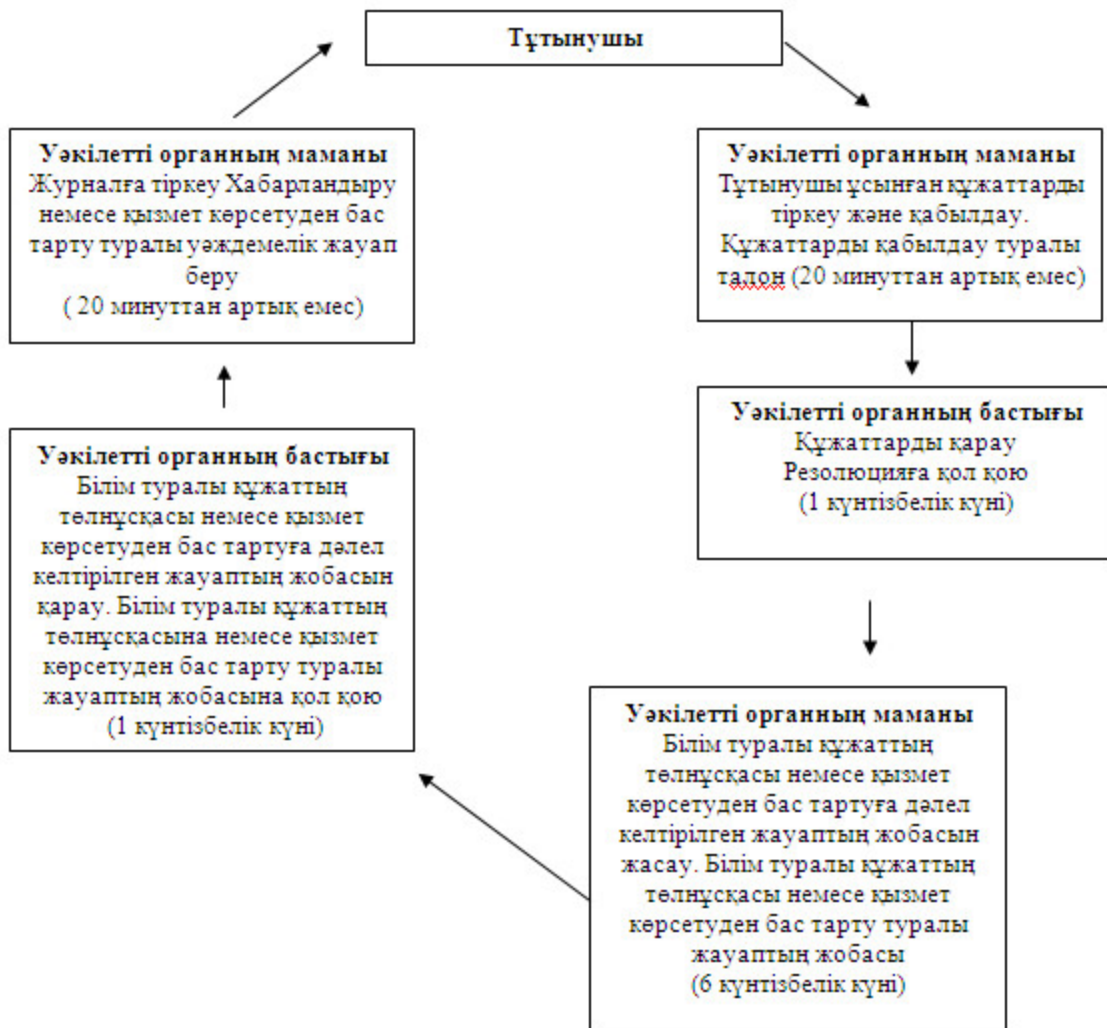 Тұтынушы
Уәкілетті органның маманы
Тұтынушы ұсынған құжаттарды
тіркеу және қабылдау.
Құжаттарды қабылдау туралы
талон (20 минуттан артық емес)
Уәкілетті органның бастығы
Құжаттарды қарау
Резолюцияға қол қою
(1 күнтізбелік күні)
Уәкілетті органның маманы
Білім туралы құжаттың
төлнұсқасы немесе қызмет
көрсетуден бас тартуға дәлел
келтірілген жауаптың жобасын
жасау. Білім туралы құжаттың
төлнұсқасы немесе қызмет
көрсетуден бас тарту туралы
жауаптың жобасы
(6 күнтізбелік күні)
Уәкілетті органның бастығы
Білім туралы құжаттың
төлнұсқасы немесе қызмет
көрсетуден бас тартуға дәлел
келтірілген жауаптың жобасын
қарау. Білім туралы құжаттың
төлнұсқасына немесе қызмет
көрсетуден бас тарту туралы
жауаптың жобасына қол қою
(1 күнтізбелік күні)
Уәкілетті органның маманы
Журналға тіркеу Хабарландыру
немесе қызмет көрсетуден бас
тарту туралы уәждемелік жауап
беру
( 20 минуттан артық емес)